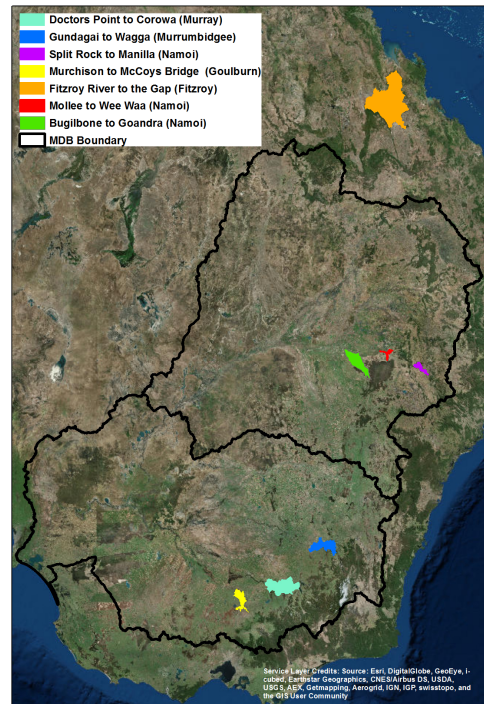 Doctors Point to Corowa (Murray)
Gundagai to Wagga (Murrumbidgee)
Split Rock to Manilla (Namoi)
Murchison to McCoys Bridge (Goulburn)
Fitzroy River to the Gap (Fitzroy)
Mollee to Wee Waa (Namoi)
Bugilbone to Goandra (Namoi)
MDB Boundary
Service Layer Credits: Source: Esri, DigitalGlobe, GeoEye, i-
cubed, Earthstar Geographics, CNES/Airbus DS, USDA,
USGS, AEX, Getmapping, Aerogrid, IGN, IGP, swisstopo, and
the GIS User Community